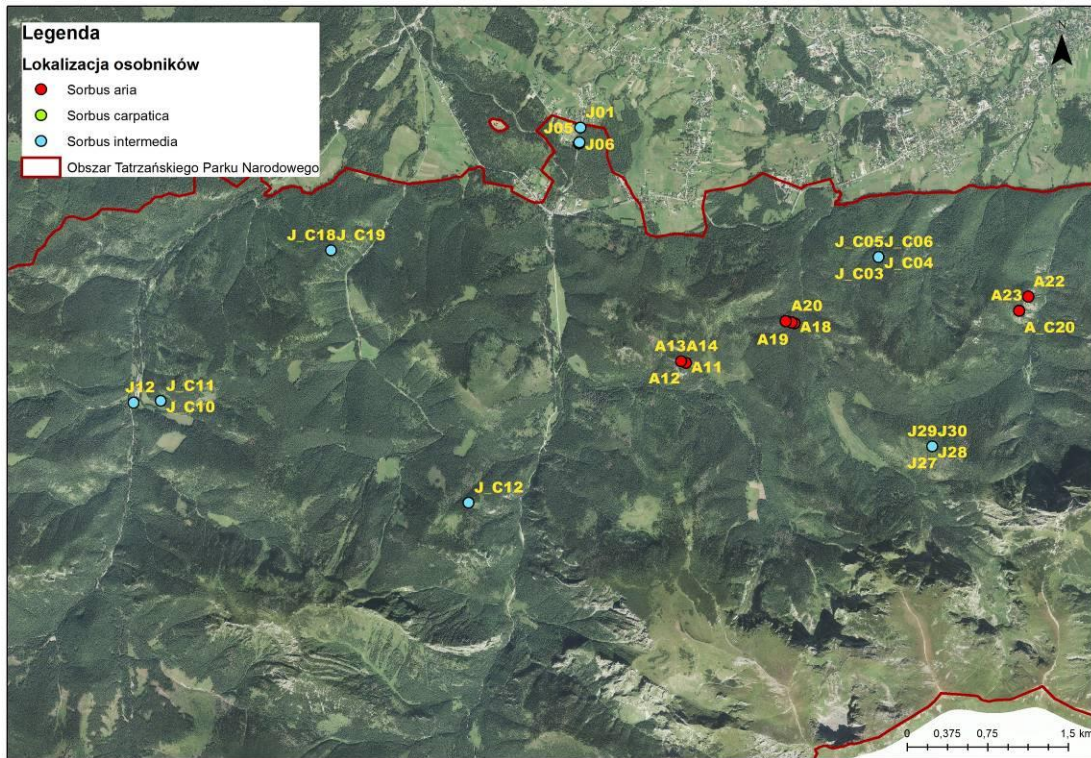 Legenda
Lokalizacja osobników
Sorbus aria
Sorbus carpatica
Sorbus intermedia
Obszar Tatrzańskiego Parku Narodowego
N
J01
J05
J06
J_C18J_C19
J_C05J_C06
J_C04
J_C03
A22
A23
A_C20
A20
A18
A19
A13A14
A11
A12
J12
J_C11
J_C10
J29J30
J28
J27
J_C12
0 0,375 0,75 1,5 km